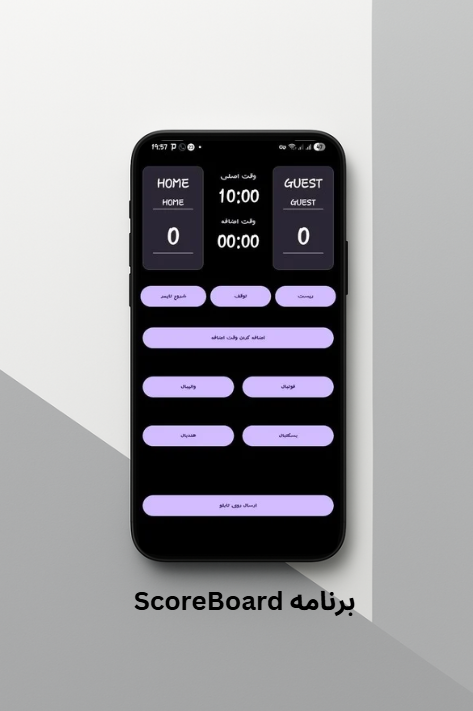 19:57
HOME
وقت اصلی
GUEST
HOME
10:00
GUEST
وقت اضافه
0
00:00
0
شروع تایمر
توقف
ریست
اضافه کردن وقت اضافه
والیبال
فوتبال
هندبال
بسکتبال
ارسال روی تابلو
برنامه ScoreBoard